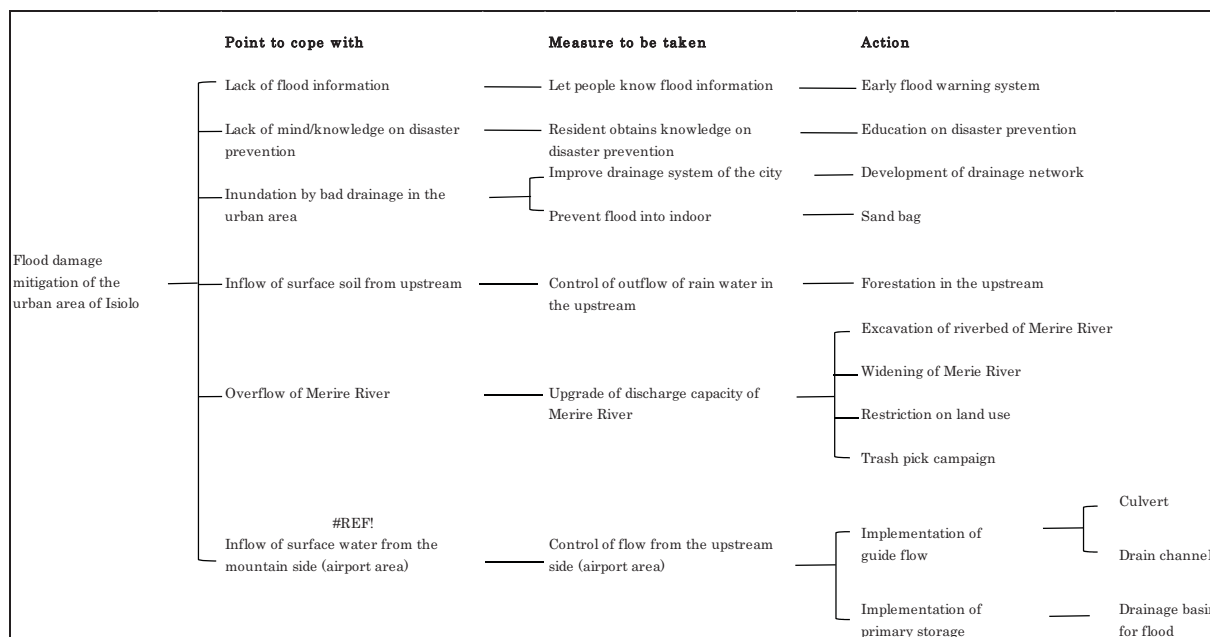 Point to cope with
Measure to be taken
Action
Lack of flood information
Let people know flood information
Early flood warning system
Lack of mind/knowledge on disaster
prevention
Resident obtains knowledge on
disaster prevention
Education on disaster prevention
Inundation by bad drainage in the
urban area
Improve drainage system of the city
Development of drainage network
Prevent flood into indoor
Sand bag
Flood damage
mitigation of the
urban area of Isiolo
Inflow of surface soil from upstream
Control of outflow of rain water in
the upstream
Forestation in the upstream
Overflow of Merire River
Upgrade of discharge capacity of
Merire River
Excavation of riverbed of Merire River
Widening of Merie River
Restriction on land use
Trash pick campaign
#REF!
Inflow of surface water from the
mountain side (airport area)
Control of flow from the upstream
side (airport area)
Implementation of
guide flow
Culvert
Drain channel
Implementation of
primary storage
Drainage basin
for flood